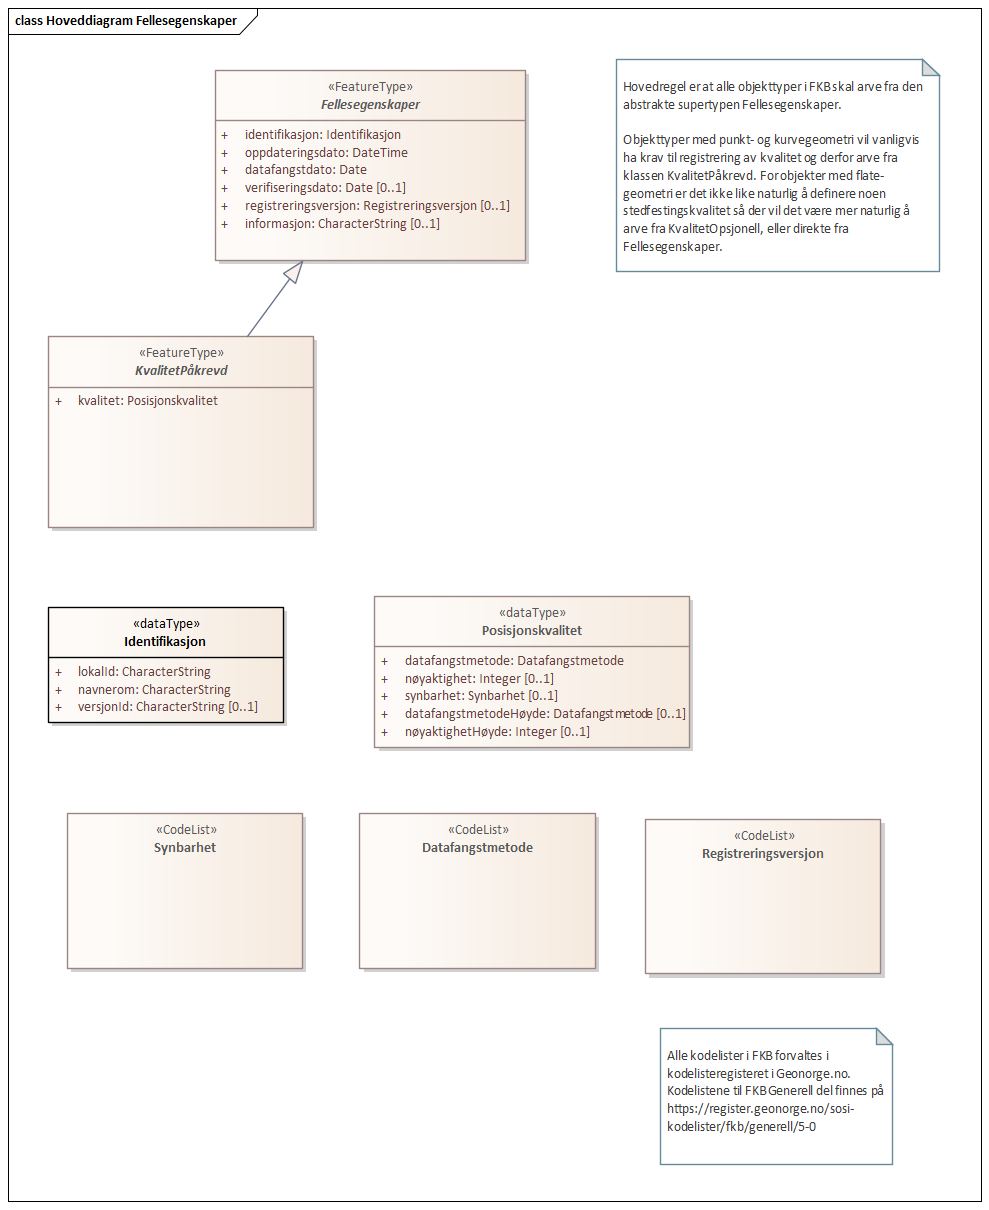 class Hoveddiagram Fellesegenskaper
«FeatureType»
Fellesegenskaper
+ identifikasjon: Identifikasjon
+ oppdateringsdato: DateTime
+ datafangstdato: Date
+ verifiseringsdato: Date [0..1]
+ registreringsversjon: Registreringsversjon [0..1]
+ informasjon: CharacterString [0..1]
Hovedregel er at alle objekttyper i FKB skal arve fra den
abstrakte supertypen Fellesegenskaper.
Objekttyper med punkt- og kurvegeometri vil vanligvis
ha krav til registrering av kvalitet og derfor arve fra
klassen KvalitetPåkrevd. For objekter med flate-
geometri er det ikke like naturlig å definere noen
stedfestingskvalitet så der vil det være mer naturlig å
arve fra KvalitetOpsjonell, eller direkte fra
Fellesegenskaper.
«FeatureType»
KvalitetPåkrevd
+ kvalitet: Posisjonskvalitet
«dataType»
Identifikasjon
+ lokalId: CharacterString
+ navnerom: CharacterString
+ versjonId: CharacterString [0..1]
«dataType»
Posisjonskvalitet
+ datafangstmetode: Datafangstmetode
+ nøyaktighet: Integer [0..1]
+ synbarhet: Synbarhet [0..1]
+ datafangstmetodeHøyde: Datafangstmetode [0..1]
+ nøyaktighetHøyde: Integer [0..1]
«CodeList»
Synbarhet
«CodeList»
Datafangstmetode
«CodeList»
Registreringsversjon
Alle kodelister i FKB forvaltes i
kodelisteregisteret i Geonorge.no.
Kodelistene til FKB Generell del finnes på
https://register.geonorge.no/sosi-
kodelister/fkb/generell/5-0